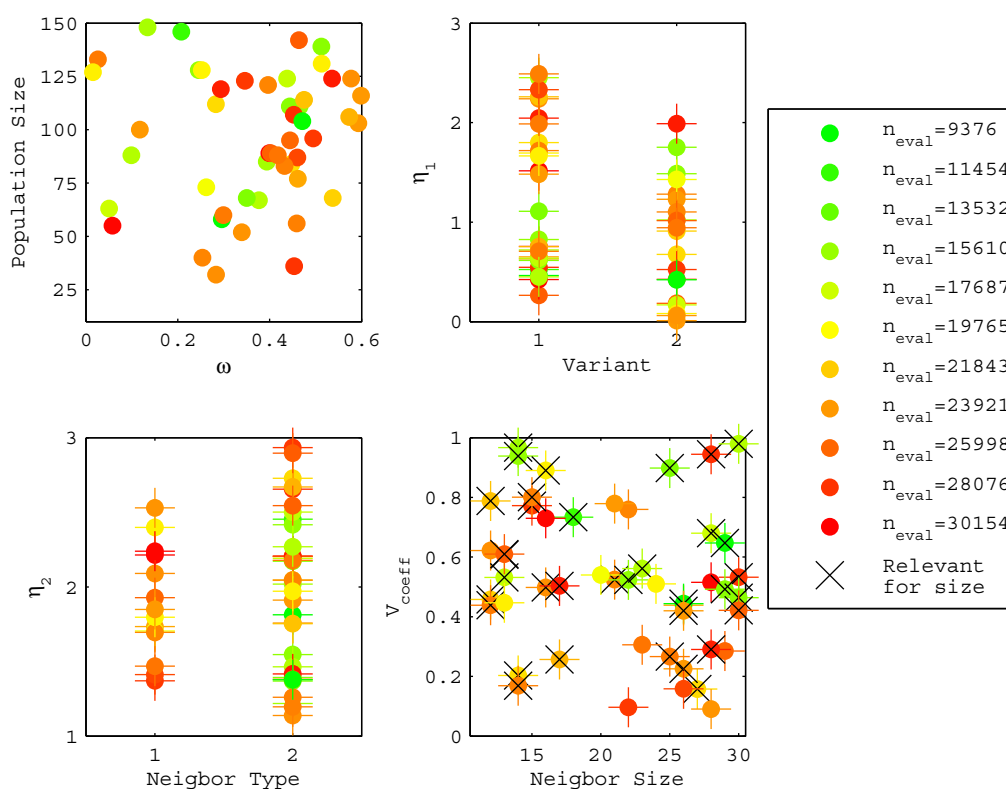 150
125
100
75
50
25
Population Size
0
0.2
0.4
0.6
ω
3
2
1
0
η1
1
2
Variant
3
2
1
η2
1
2
Neigbor Type
1
0.8
0.6
0.4
0.2
0
Vcoeff
15
20
25
30
Neigbor Size
neval=9376
neval=11454
neval=13532
neval=15610
neval=17687
neval=19765
neval=21843
neval=23921
neval=25998
neval=28076
neval=30154
Relevant
for size